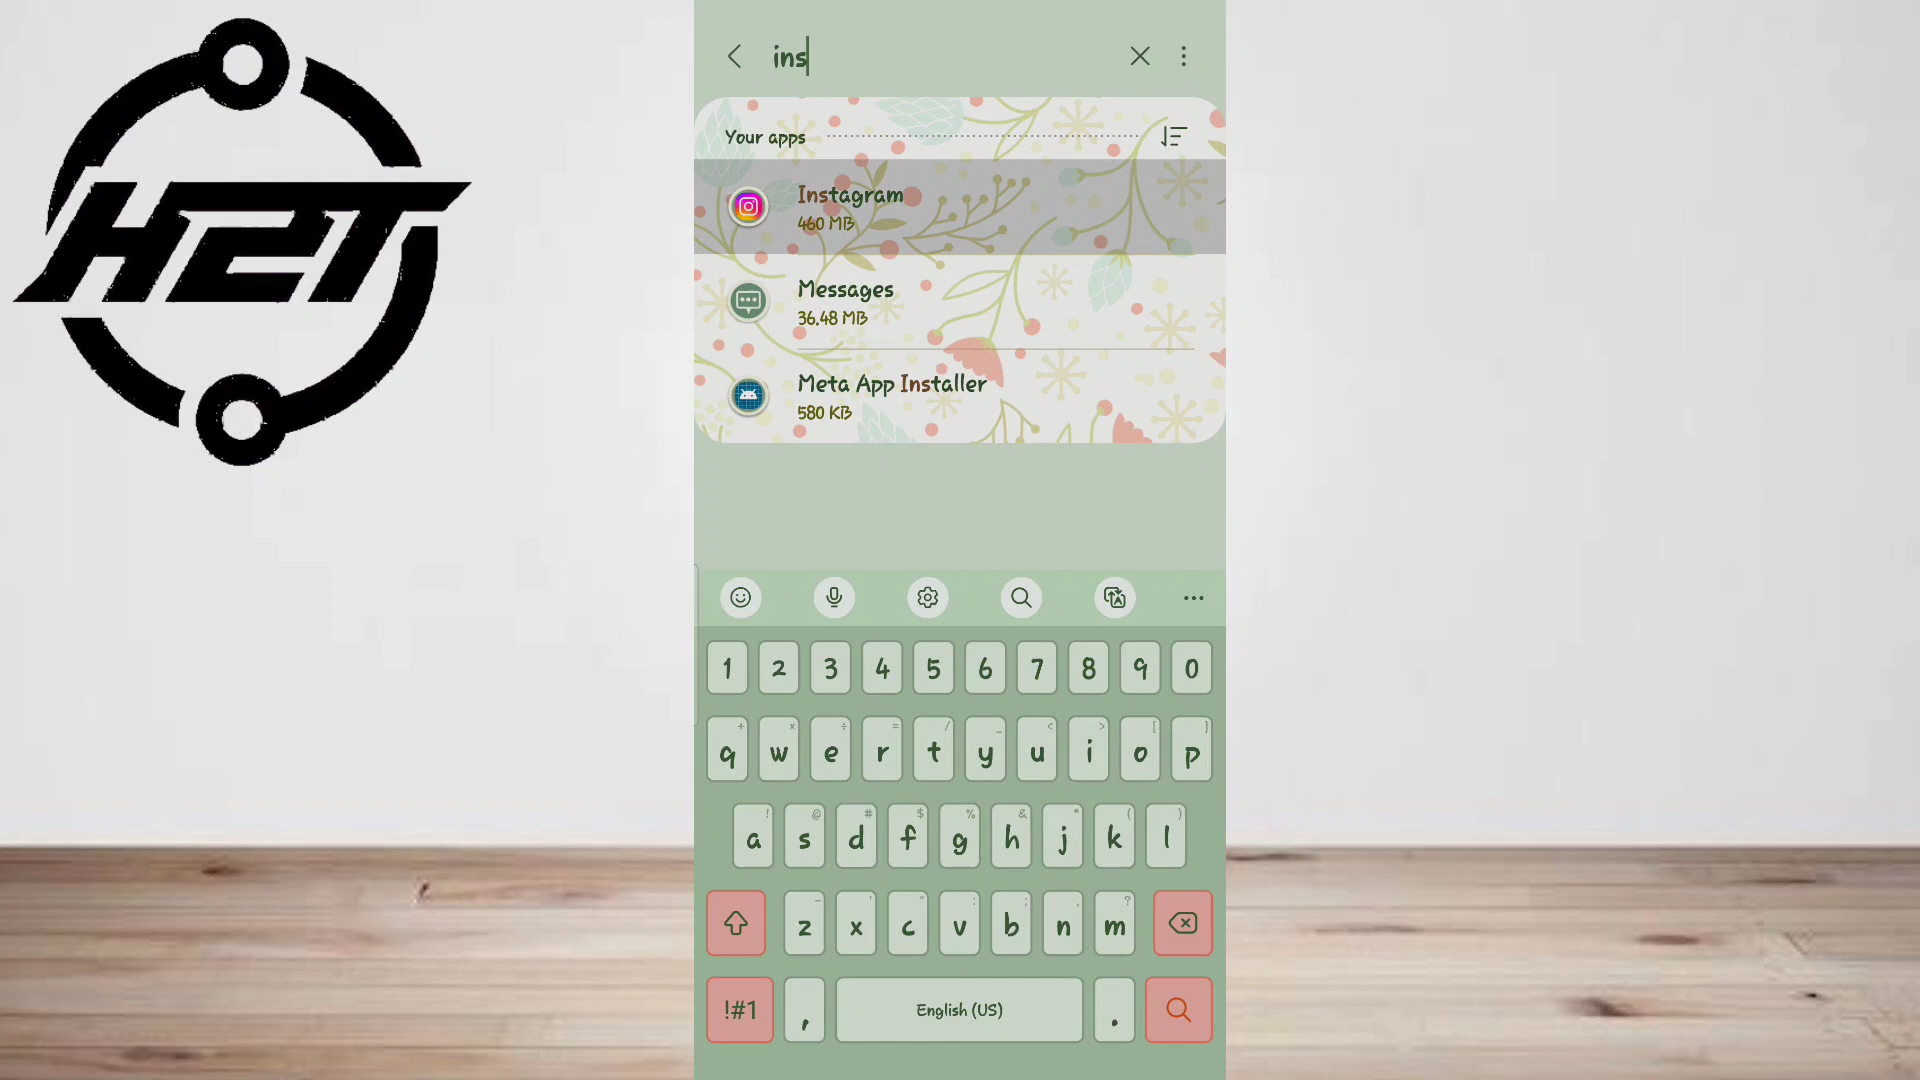 H2T
ins
Your apps
Instagram
460 MB
Messages
36.48 MB
Meta App Installer
580 KB
1 2 3 4 5 6 7 8 9 0
+ × ÷ = / _ < > [ ]
q w e r t y u i o p
! @ # $ % & * ( )
a s d f g h j k l
- ' " : ; , ?
z x c v b n m
!#1 , English (US) .